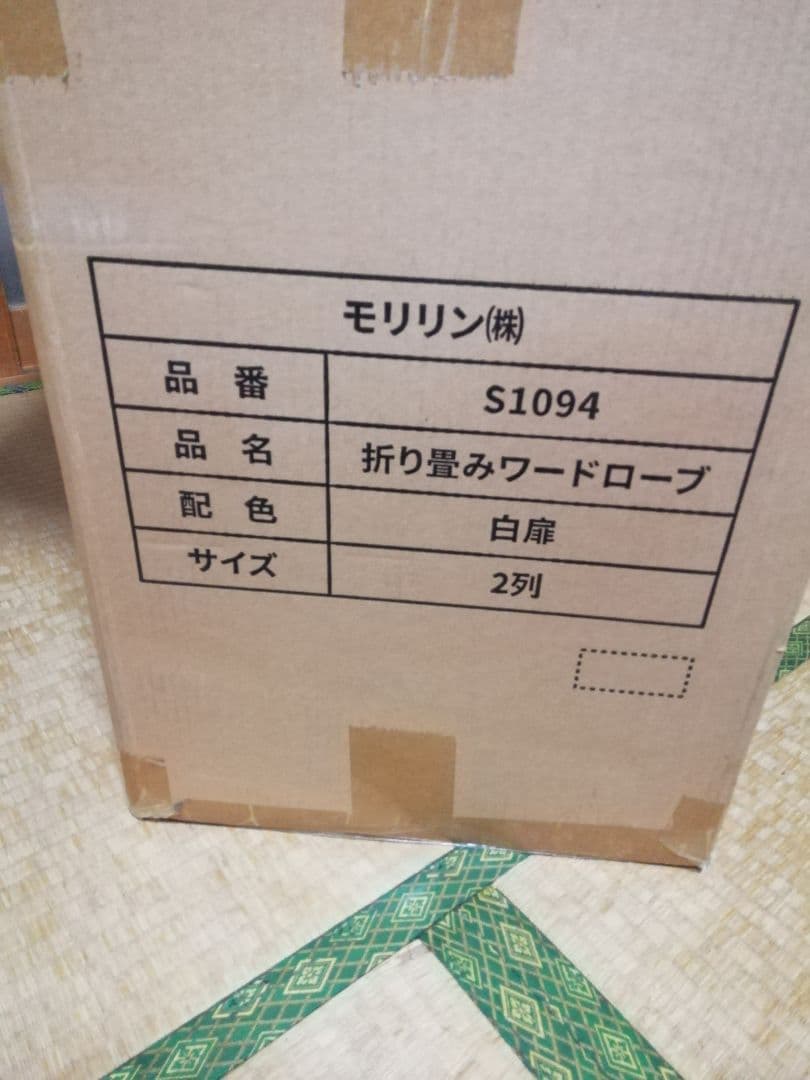 モリリン㈱
品 番 S1094
品 名 折り畳みワードローブ
配 色 白扉
サイズ 2列